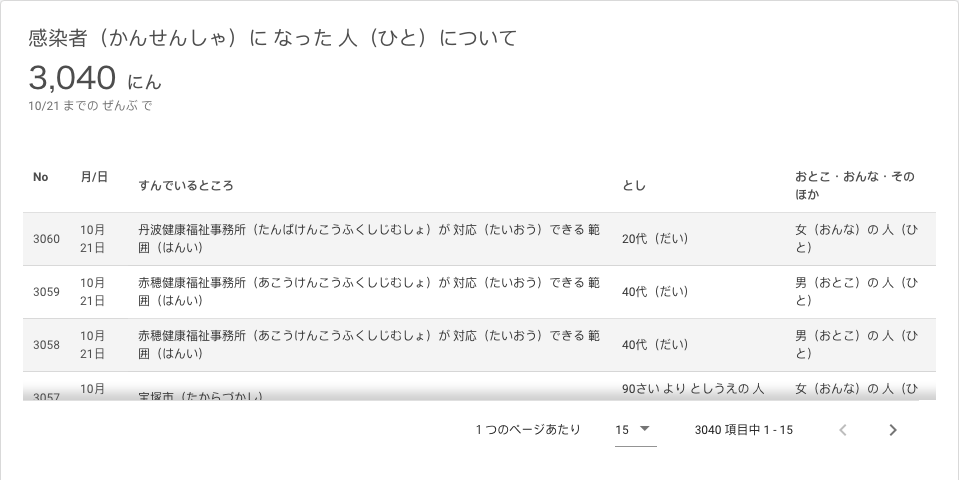 感染者（かんせんしゃ）に なった 人（ひと）について
3,040 にん
10/21 までの ぜんぶ で
No 月/日 すんでいるところ とし おとこ・おんな・その
ほか
3060 10月 丹波健康福祉事務所（たんばけんこうふくしじむしょ）が 対応（たいおう）できる 範 20代（だい） 女（おんな）の 人（ひ
21日 囲（はんい） と）
3059 10月 赤穂健康福祉事務所（あこうけんこうふくしじむしょ）が 対応（たいおう）できる 範 40代（だい） 男（おとこ）の 人（ひ
21日 囲（はんい） と）
3058 10月 赤穂健康福祉事務所（あこうけんこうふくしじむしょ）が 対応（たいおう）できる 範 40代（だい） 男（おとこ）の 人（ひ
21日 囲（はんい） と）
3057 10月 宝塚市（たからづかし） 90さい より としうえの 人 女（おんな）の 人（ひ
1 つのページあたり 15 3040 項目中 1 - 15